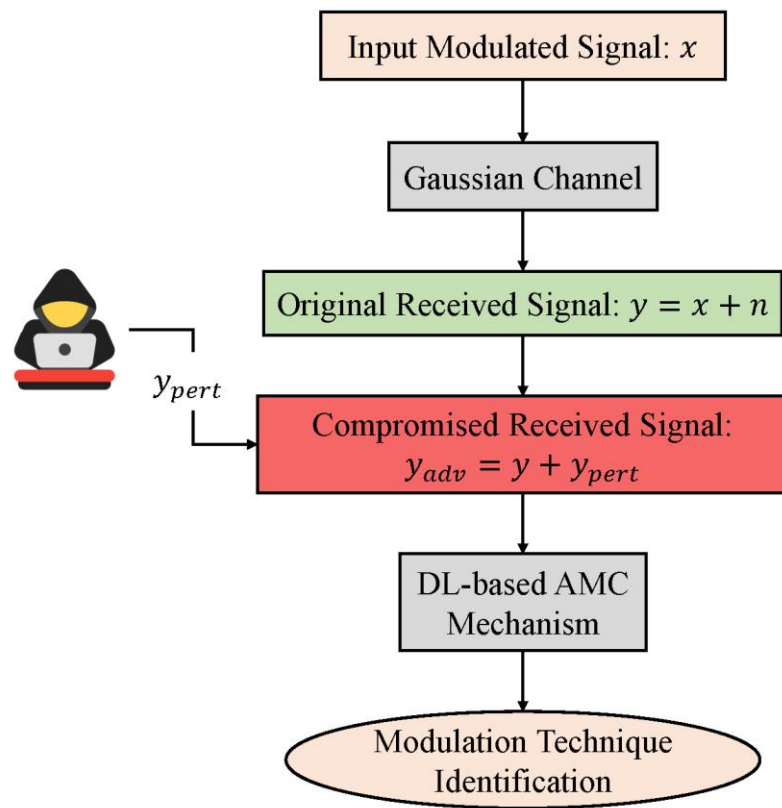 Input Modulated Signal: x
Gaussian Channel
Original Received Signal: y = x + n
y_pert
Compromised Received Signal:
y_adv = y + y_pert
DL-based AMC
Mechanism
Modulation Technique
Identification